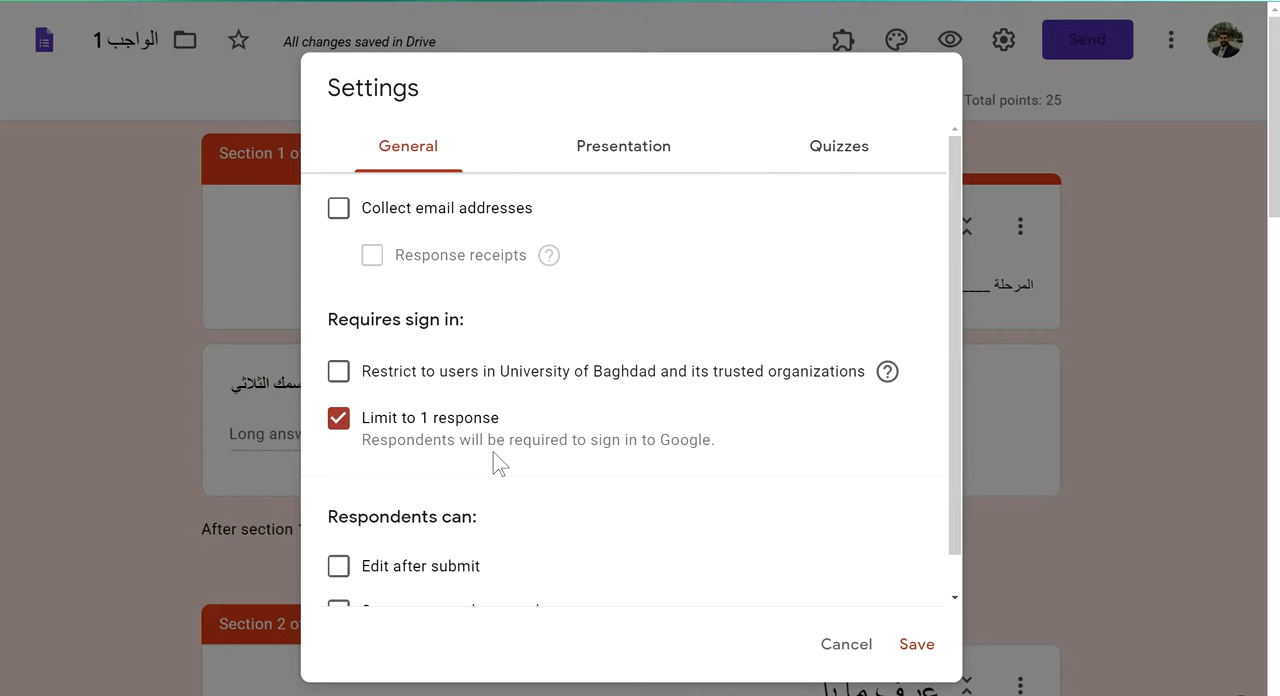 الواجب 1
All changes saved in Drive
Send
Total points: 25
Settings
General
Presentation
Quizzes
Section 1
Collect email addresses
Response receipts
المرحلة ____
Requires sign in:
Restrict to users in University of Baghdad and its trusted organizations
الثلاثي
Limit to 1 response
Respondents will be required to sign in to Google.
Long
Respondents can:
After section
Edit after submit
Section 2
Cancel
Save